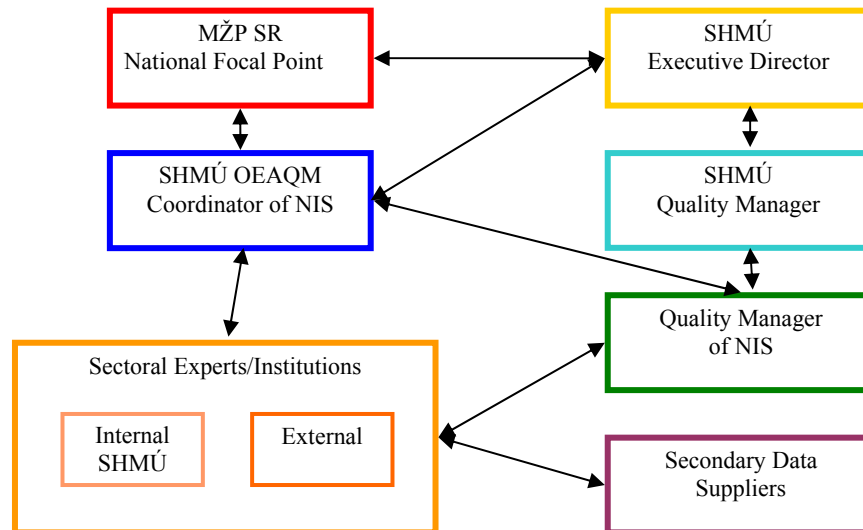 MŽP SR
National Focal Point
SHMÚ
Executive Director
SHMÚ OEAQM
Coordinator of NIS
SHMÚ
Quality Manager
Quality Manager
of NIS
Sectoral Experts/Institutions
Internal
SHMÚ
External
Secondary Data
Suppliers